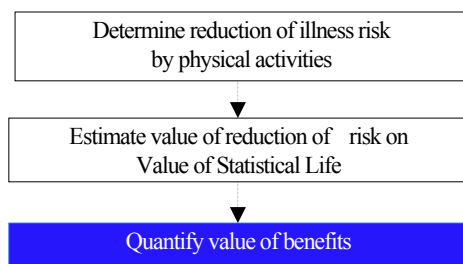 Determine reduction of illness risk
by physical activities
Estimate value of reduction of risk on
Value of Statistical Life
Quantify value of benefits